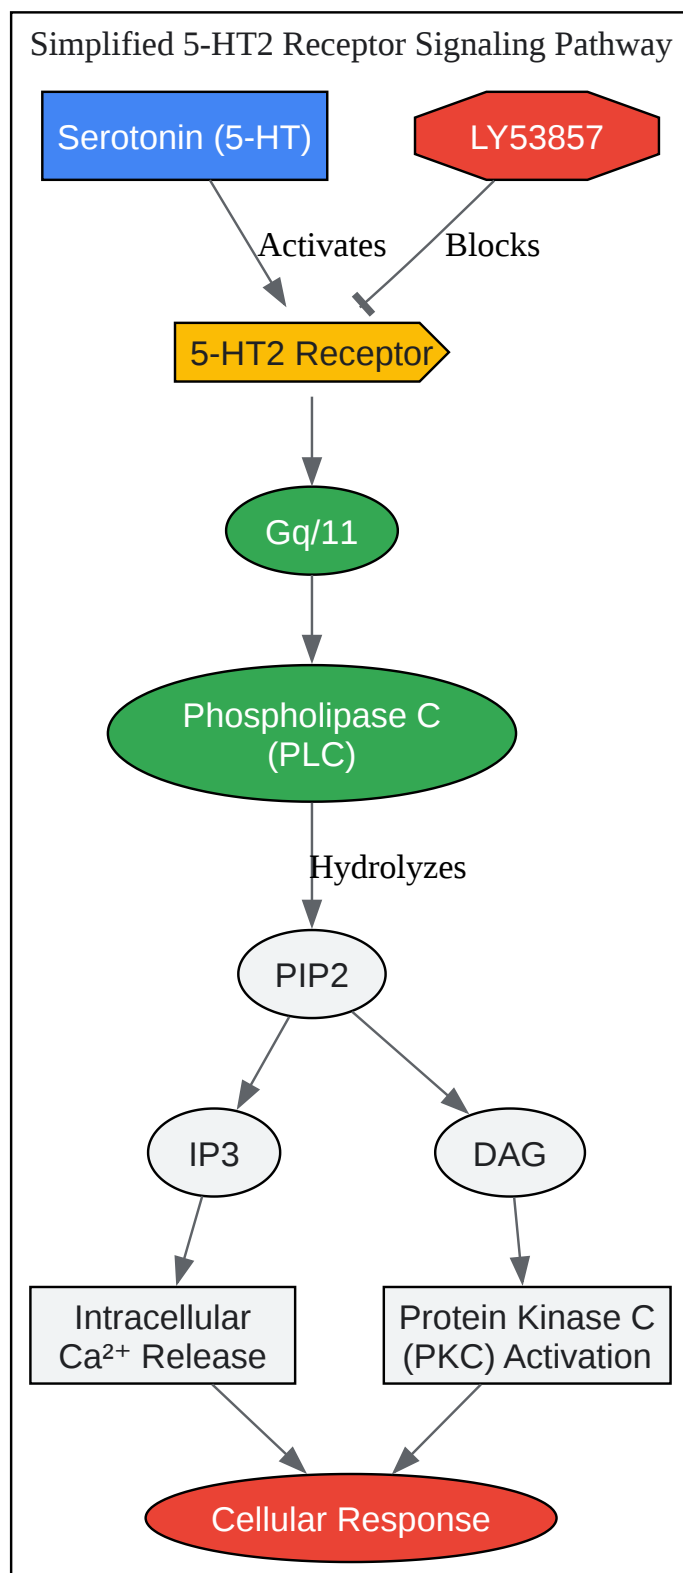 Simplified 5-HT2 Receptor Signaling Pathway
Serotonin (5-HT)
LY53857
Activates
Blocks
5-HT2 Receptor
Gq/11
Phospholipase C
(PLC)
Hydrolyzes
PIP2
IP3
DAG
Intracellular
Ca²⁺ Release
Protein Kinase C
(PKC) Activation
Cellular Response